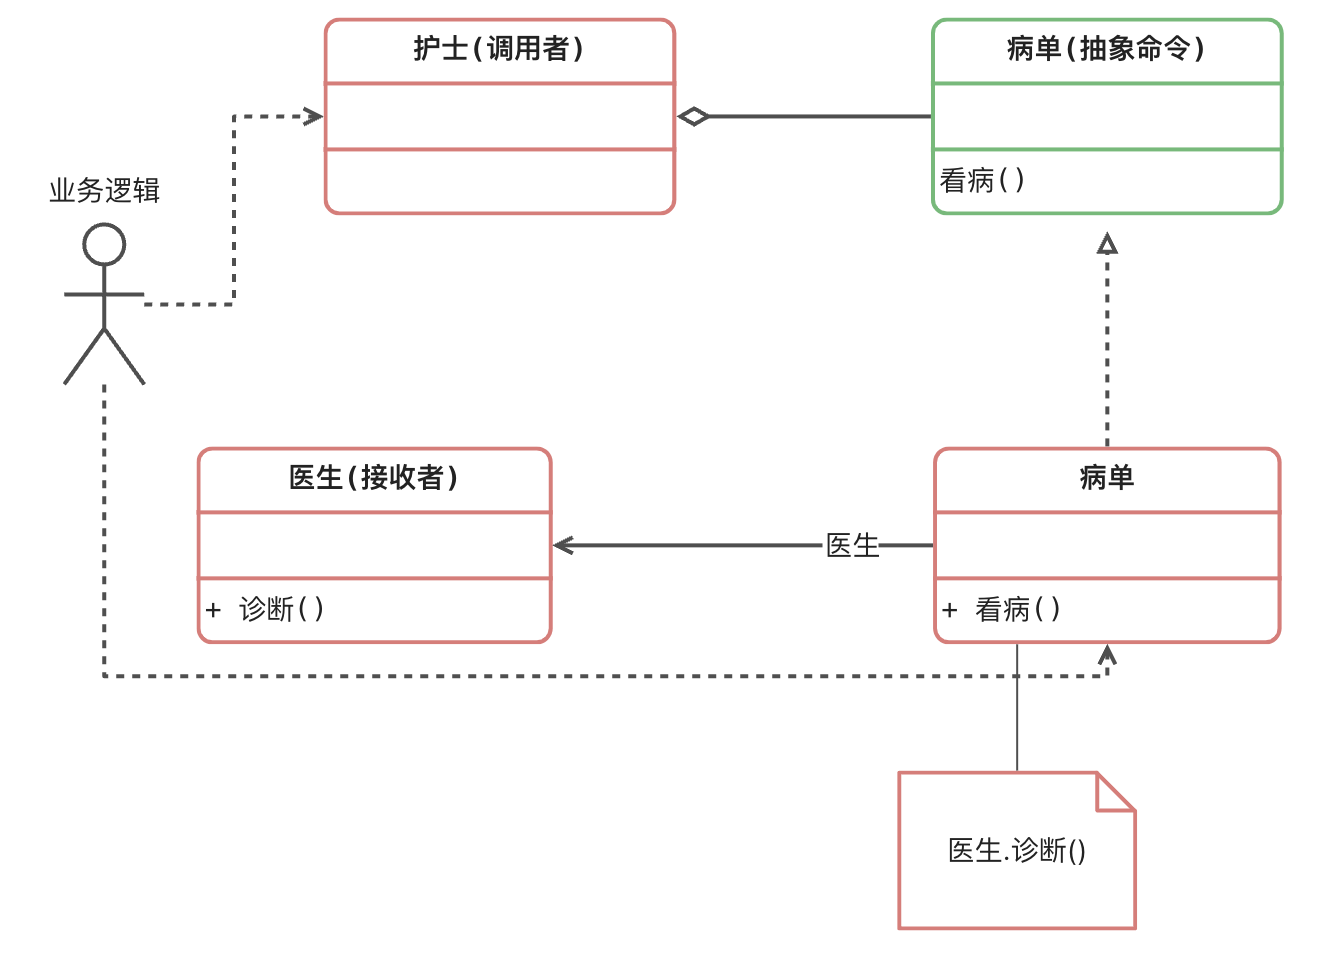 护士(调用者)
病单(抽象命令)
看病()
业务逻辑
医生(接收者)
病单
医生
+ 诊断()
+ 看病()
医生.诊断()